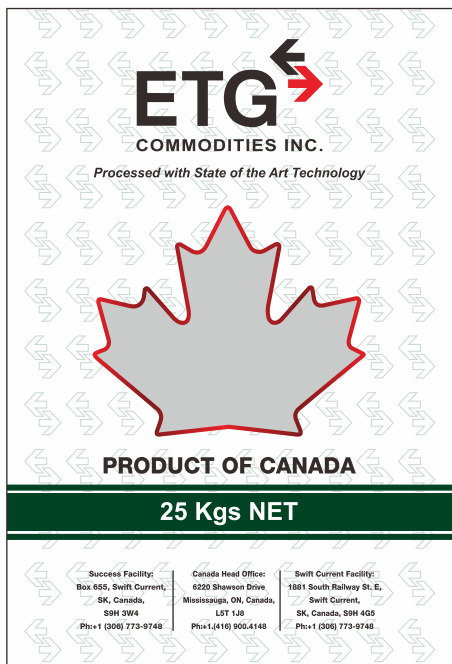 ETG
COMMODITIES INC.
Processed with State of the Art Technology
PRODUCT OF CANADA
25 Kgs NET
Success Facility:
Box 655, Swift Current,
SK, Canada,
S9H 3W4
Ph:+1 (306) 773-9748
Canada Head Office:
6220 Shawson Drive
Mississauga, ON, Canada,
L5T 1J8
Ph:+1.(416) 900.4148
Swift Current Facility:
1881 South Railway St. E,
Swift Current,
SK, Canada, S9H 4G5
Ph:+1 (306) 773-9748